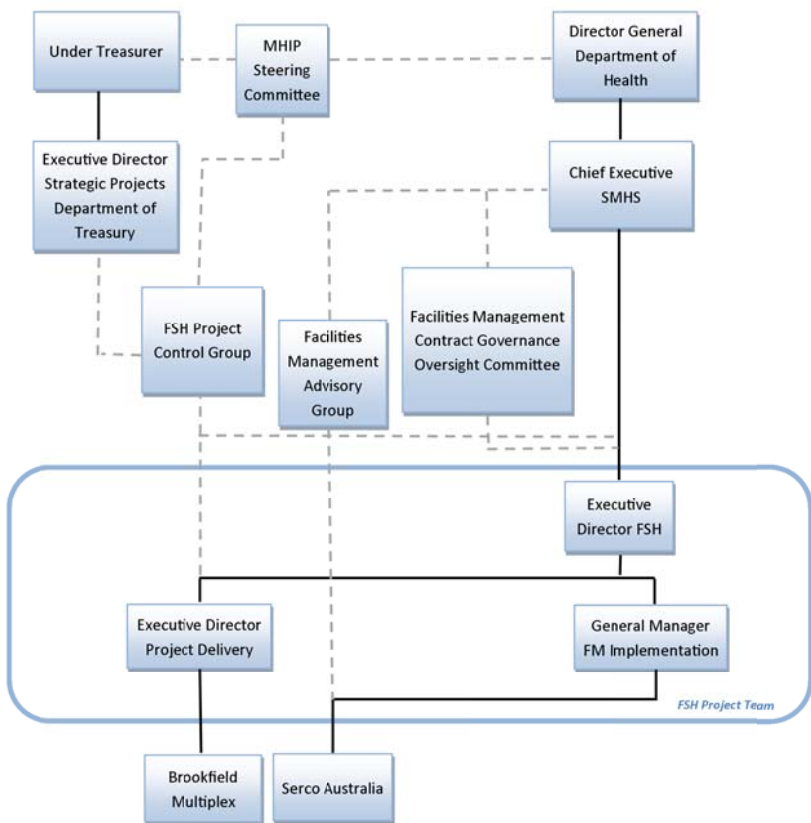 Under Treasurer
MHIP
Steering
Committee
Director General
Department of
Health
Executive Director
Strategic Projects
Department of
Treasury
Chief Executive
SMHS
FSH Project
Control Group
Facilities
Management
Advisory
Group
Facilities Management
Contract Governance
Oversight Committee
Executive
Director FSH
Executive Director
Project Delivery
General Manager
FM Implementation
FSH Project Team
Brookfield
Multiplex
Serco Australia